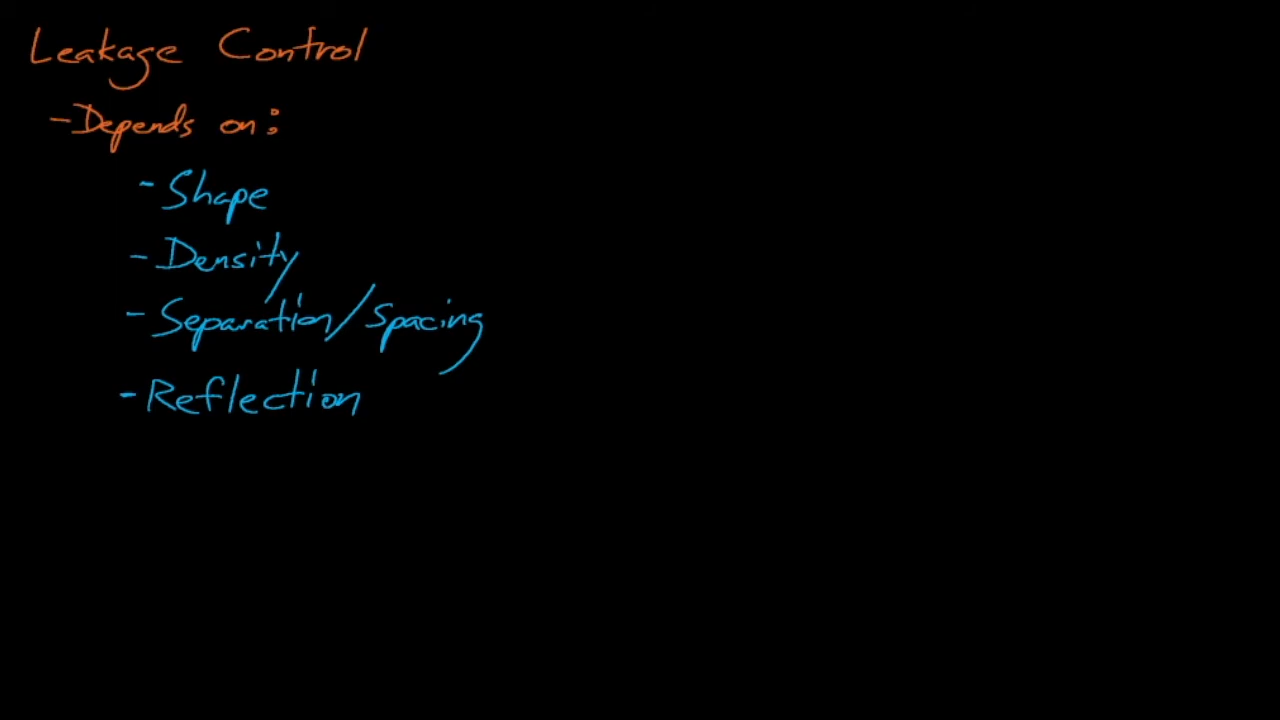 Leakage Control
- Depends on:
- Shape
- Density
- Separation/Spacing
- Reflection